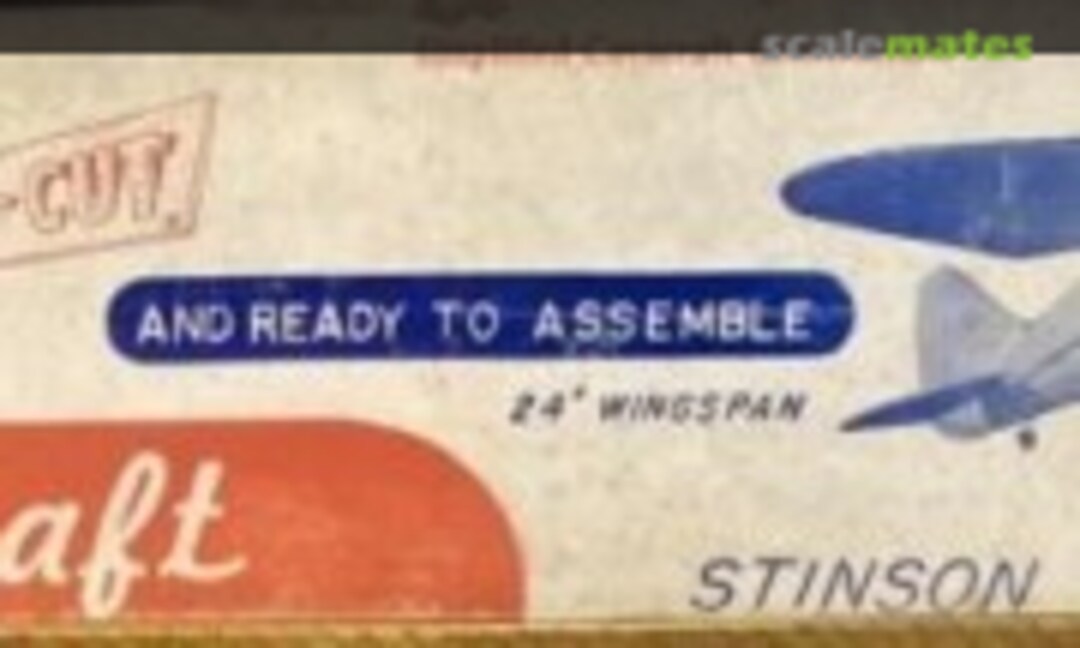 scalemates
-CUT.
AND READY TO ASSEMBLE
24" WINGSPAN
aft
STINSON